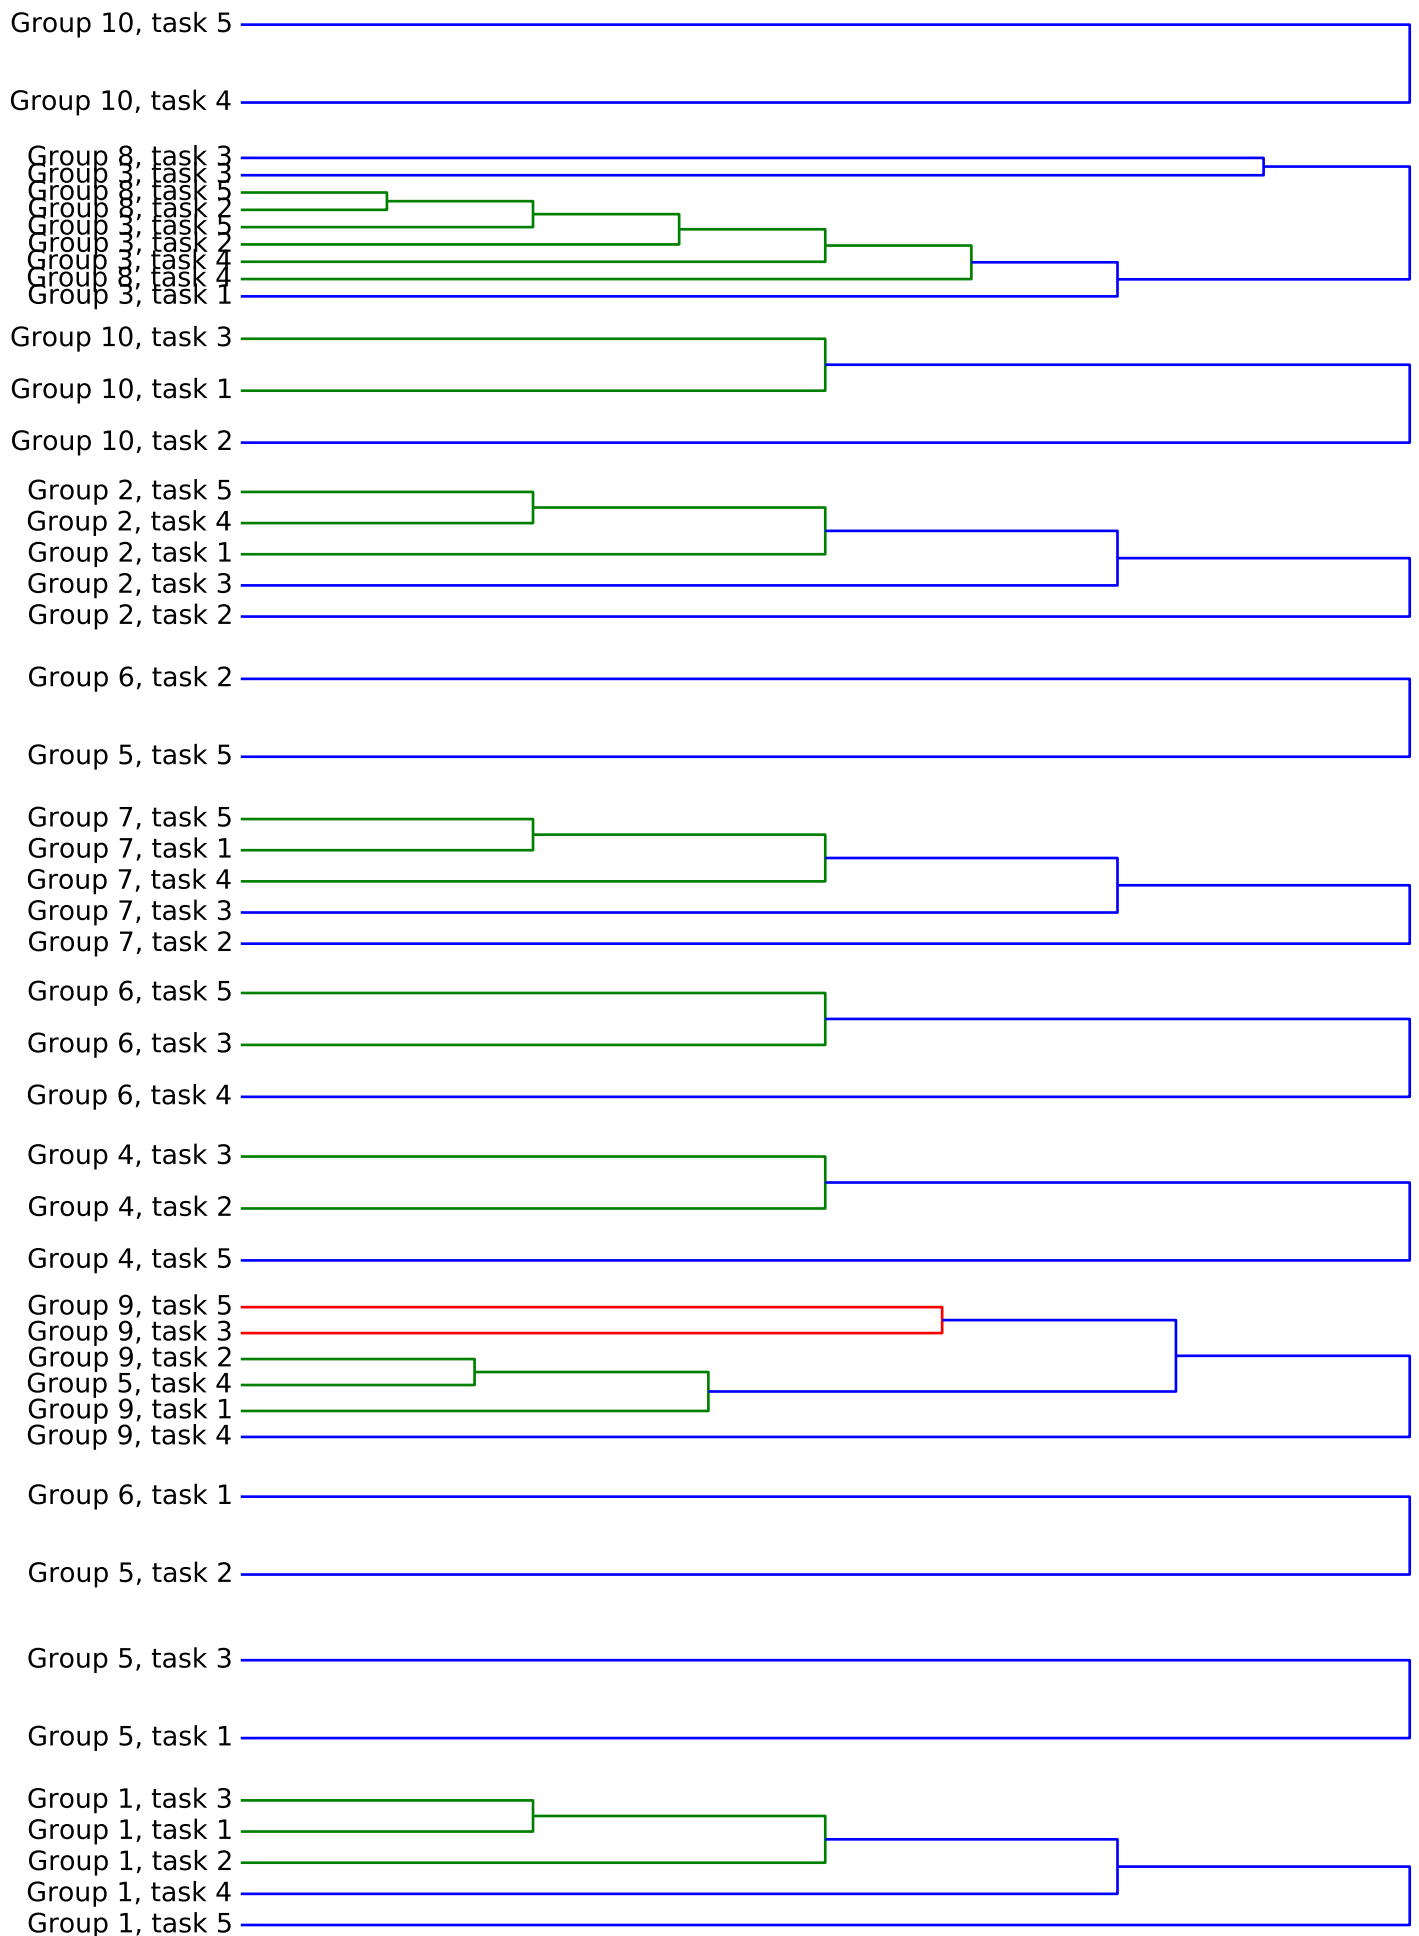 Group 10, task 5
Group 10, task 4
Group 8, task 3
Group 3, task 3
Group 8, task 5
Group 8, task 2
Group 3, task 5
Group 3, task 2
Group 3, task 4
Group 8, task 4
Group 3, task 1
Group 10, task 3
Group 10, task 1
Group 10, task 2
Group 2, task 5
Group 2, task 4
Group 2, task 1
Group 2, task 3
Group 2, task 2
Group 6, task 2
Group 5, task 5
Group 7, task 5
Group 7, task 1
Group 7, task 4
Group 7, task 3
Group 7, task 2
Group 6, task 5
Group 6, task 3
Group 6, task 4
Group 4, task 3
Group 4, task 2
Group 4, task 5
Group 9, task 5
Group 9, task 3
Group 9, task 2
Group 5, task 4
Group 9, task 1
Group 9, task 4
Group 6, task 1
Group 5, task 2
Group 5, task 3
Group 5, task 1
Group 1, task 3
Group 1, task 1
Group 1, task 2
Group 1, task 4
Group 1, task 5